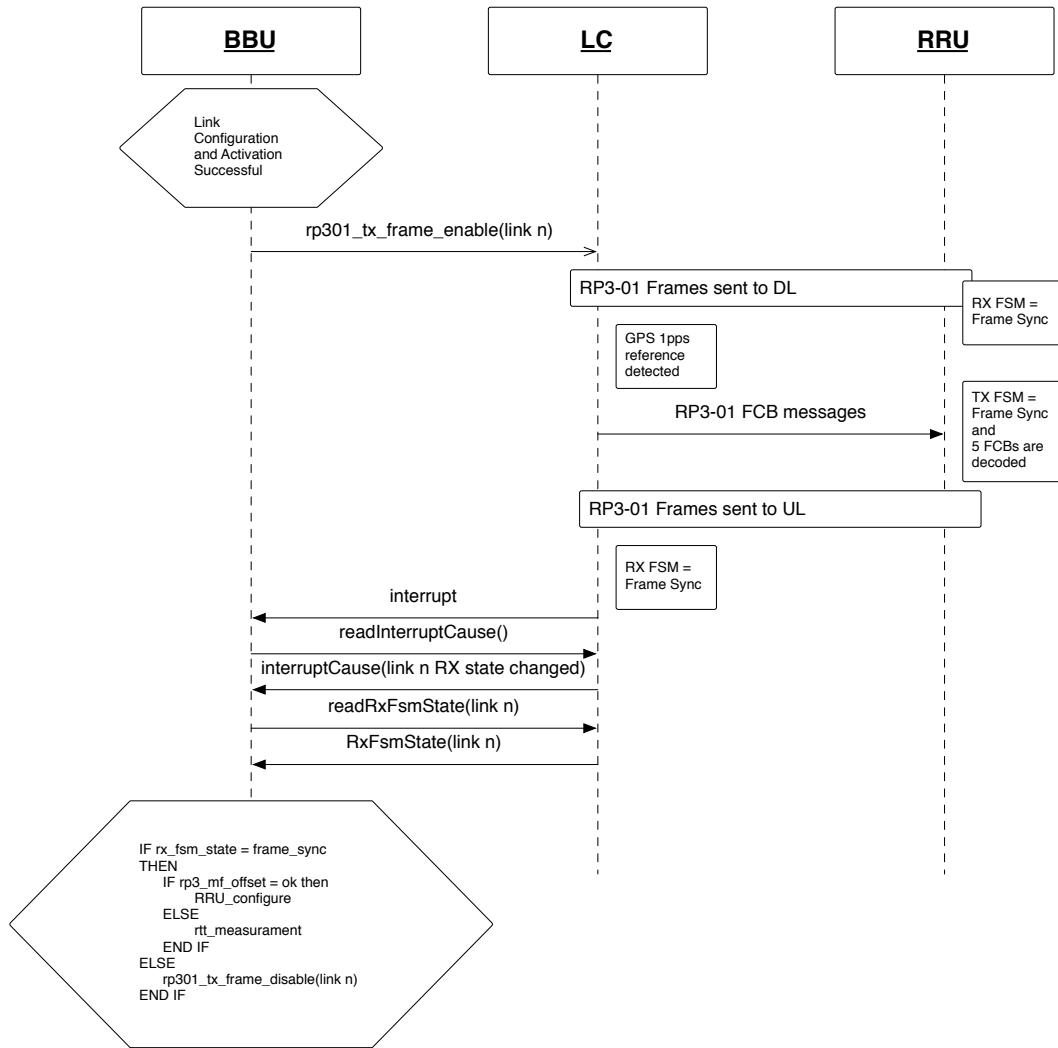 BBU
LC
RRU
Link
Configuration
and Activation
Successful
rp301_tx_frame_enable(link n)
RP3-01 Frames sent to DL
RX FSM =
Frame Sync
GPS 1pps
reference
detected
RP3-01 FCB messages
TX FSM =
Frame Sync
and
5 FCBs are
decoded
RP3-01 Frames sent to UL
RX FSM =
Frame Sync
interrupt
readInterruptCause()
interruptCause(link n RX state changed)
readRxFsmState(link n)
RxFsmState(link n)
IF rx_fsm_state = frame_sync
THEN
IF rp3_mf_offset = ok then
RRU_configure
ELSE
rtt_measurament
END IF
ELSE
rp301_tx_frame_disable(link n)
END IF